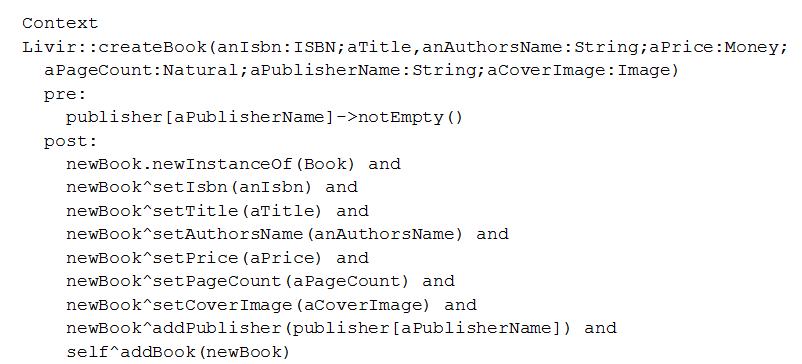 Context
Livir::createBook(anIsbn:ISBN;aTitle,anAuthorsName:String;aPrice:Money;
aPageCount:Natural;aPublisherName:String;aCoverImage:Image)
pre:
publisher[aPublisherName]->notEmpty()
post:
newBook.newInstanceOf(Book) and
newBook^setIsbn(anIsbn) and
newBook^setTitle(aTitle) and
newBook^setAuthorsName(anAuthorsName) and
newBook^setPrice(aPrice) and
newBook^setPageCount(aPageCount) and
newBook^setCoverImage(aCoverImage) and
newBook^addPublisher(publisher[aPublisherName]) and
self^addBook(newBook)